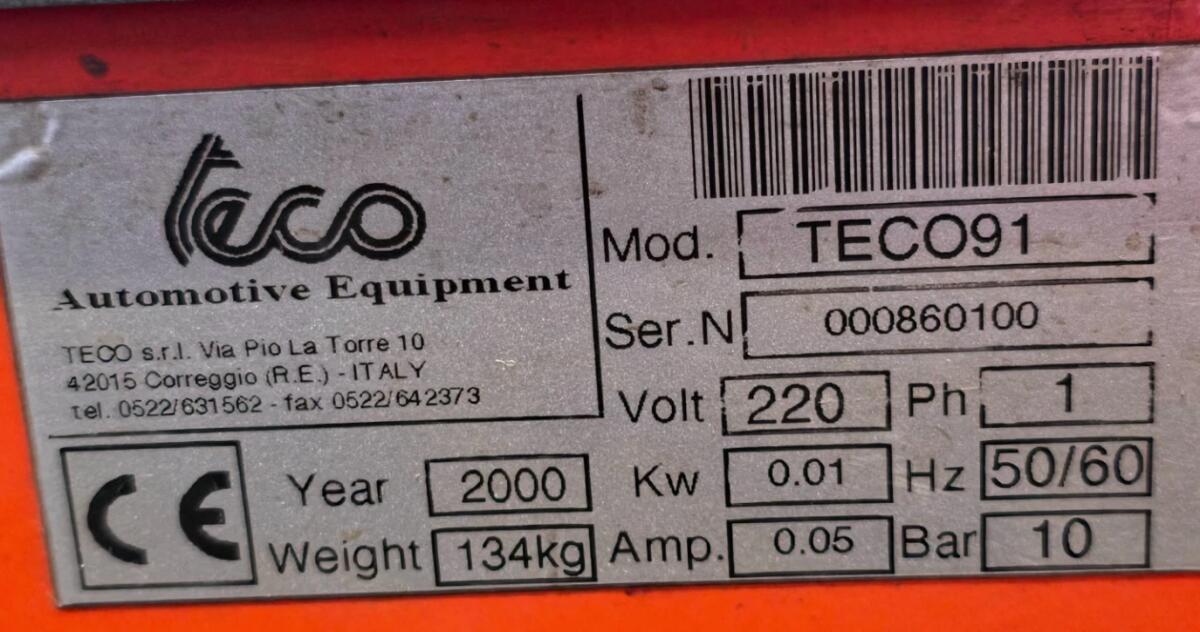 teco
Automotive Equipment
TECO s.r.l. Via Pio La Torre 10
42015 Correggio (R.E.) - ITALY
tel. 0522/631562 - fax 0522/642373
Mod. TECO91
Ser.N 000860100
Volt 220 Ph 1
CE Year 2000 Kw 0.01 Hz 50/60
Weight 134kg Amp. 0.05 Bar 10